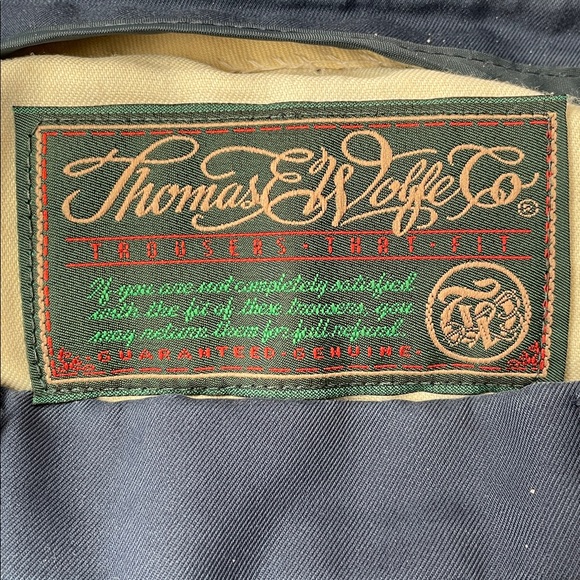 Thomas E Wolfe Co ®
TROUSERS · THAT · FIT
If you are not completely satisfied
with the fit of these trousers, you
may return them for full refund.
· GUARANTEED · GENUINE ·